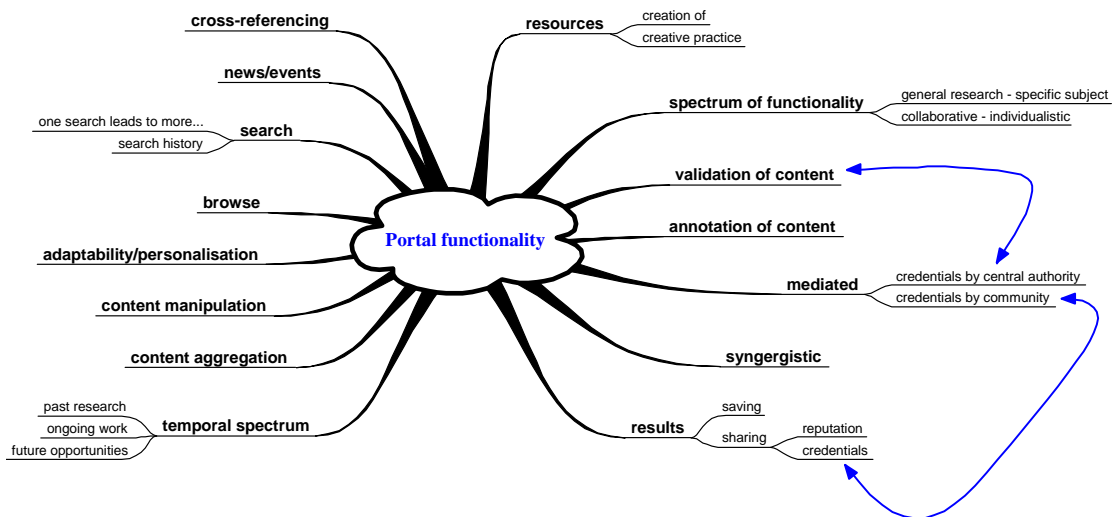 cross-referencing
news/events
one search leads to more...
search
search history
browse
adaptability/personalisation
content manipulation
content aggregation
past research
ongoing work
temporal spectrum
future opportunities
Portal functionality
resources
creation of
creative practice
spectrum of functionality
general research - specific subject
collaborative - individualistic
validation of content
annotation of content
mediated
credentials by central authority
credentials by community
syngergistic
results
saving
sharing
reputation
credentials